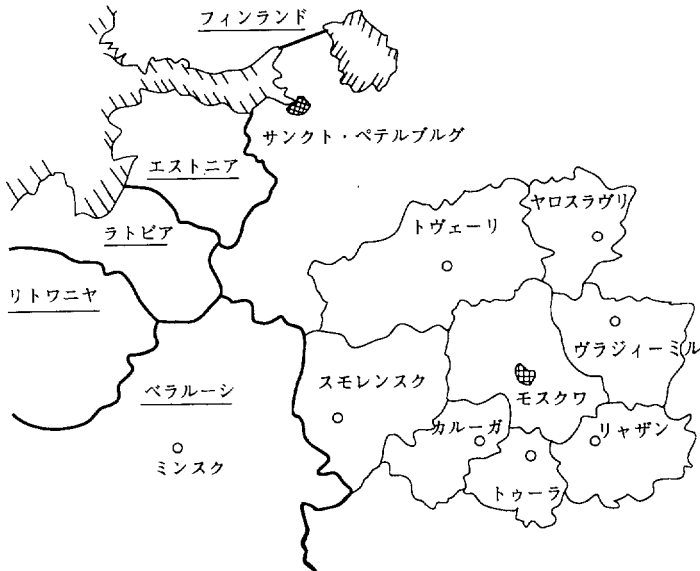 フィンランド
サンクト・ペテルブルグ
エストニア
ヤロスラヴリ
トヴェーリ
ラトビア
リトワニヤ
ヴラジィーミル
スモレンスク
ベラルーシ
モスクワ
カルーガ
リャザン
ミンスク
トゥーラ